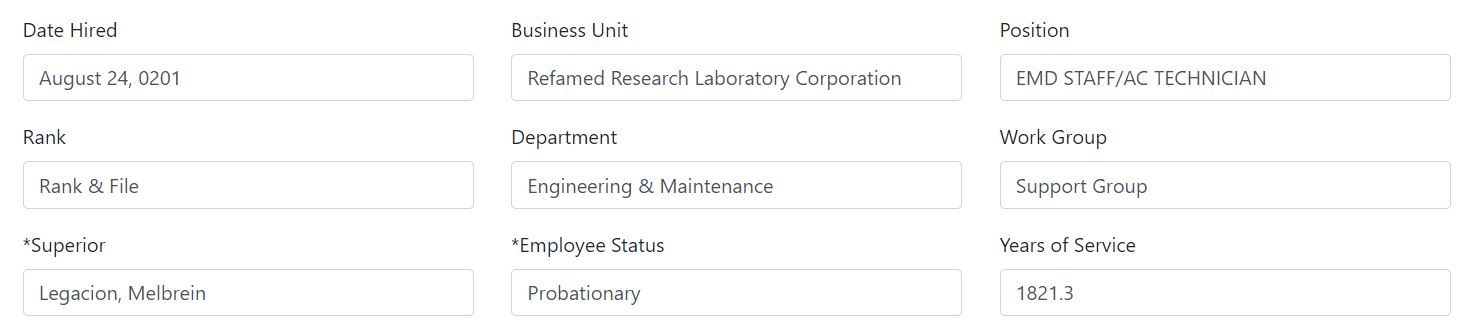 Date Hired
Business Unit
Position
August 24, 0201
Refamed Research Laboratory Corporation
EMD STAFF/AC TECHNICIAN
Rank
Department
Work Group
Rank & File
Engineering & Maintenance
Support Group
*Superior
*Employee Status
Years of Service
Legacion, Melbrein
Probationary
1821.3